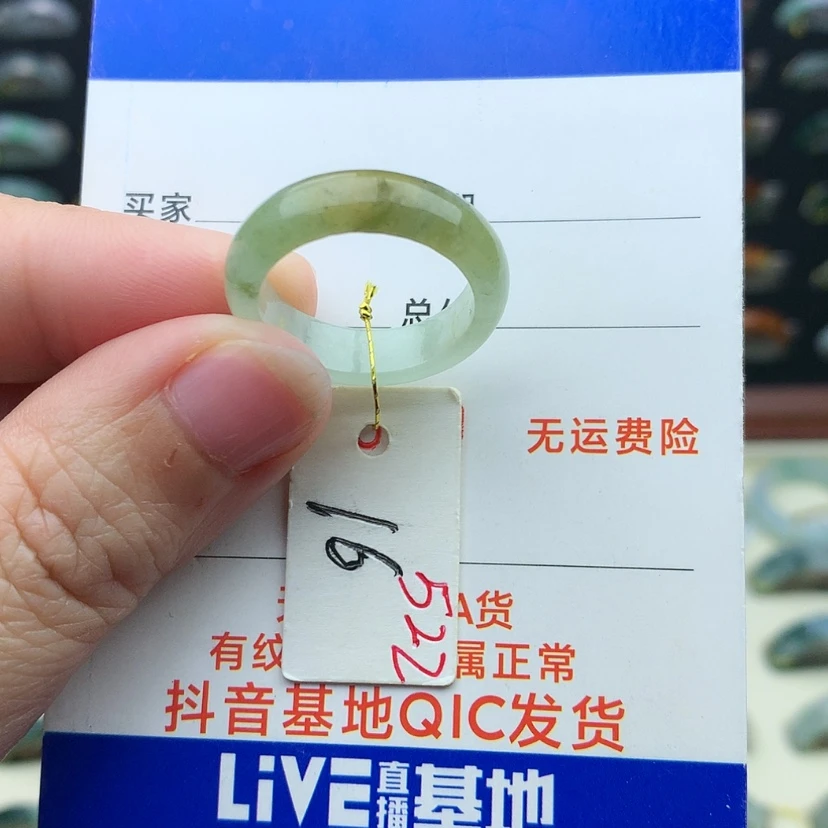 买家
总
无运费险
16
522
A货
有纹 属正常
抖音基地QIC发货
LiVE直播基地